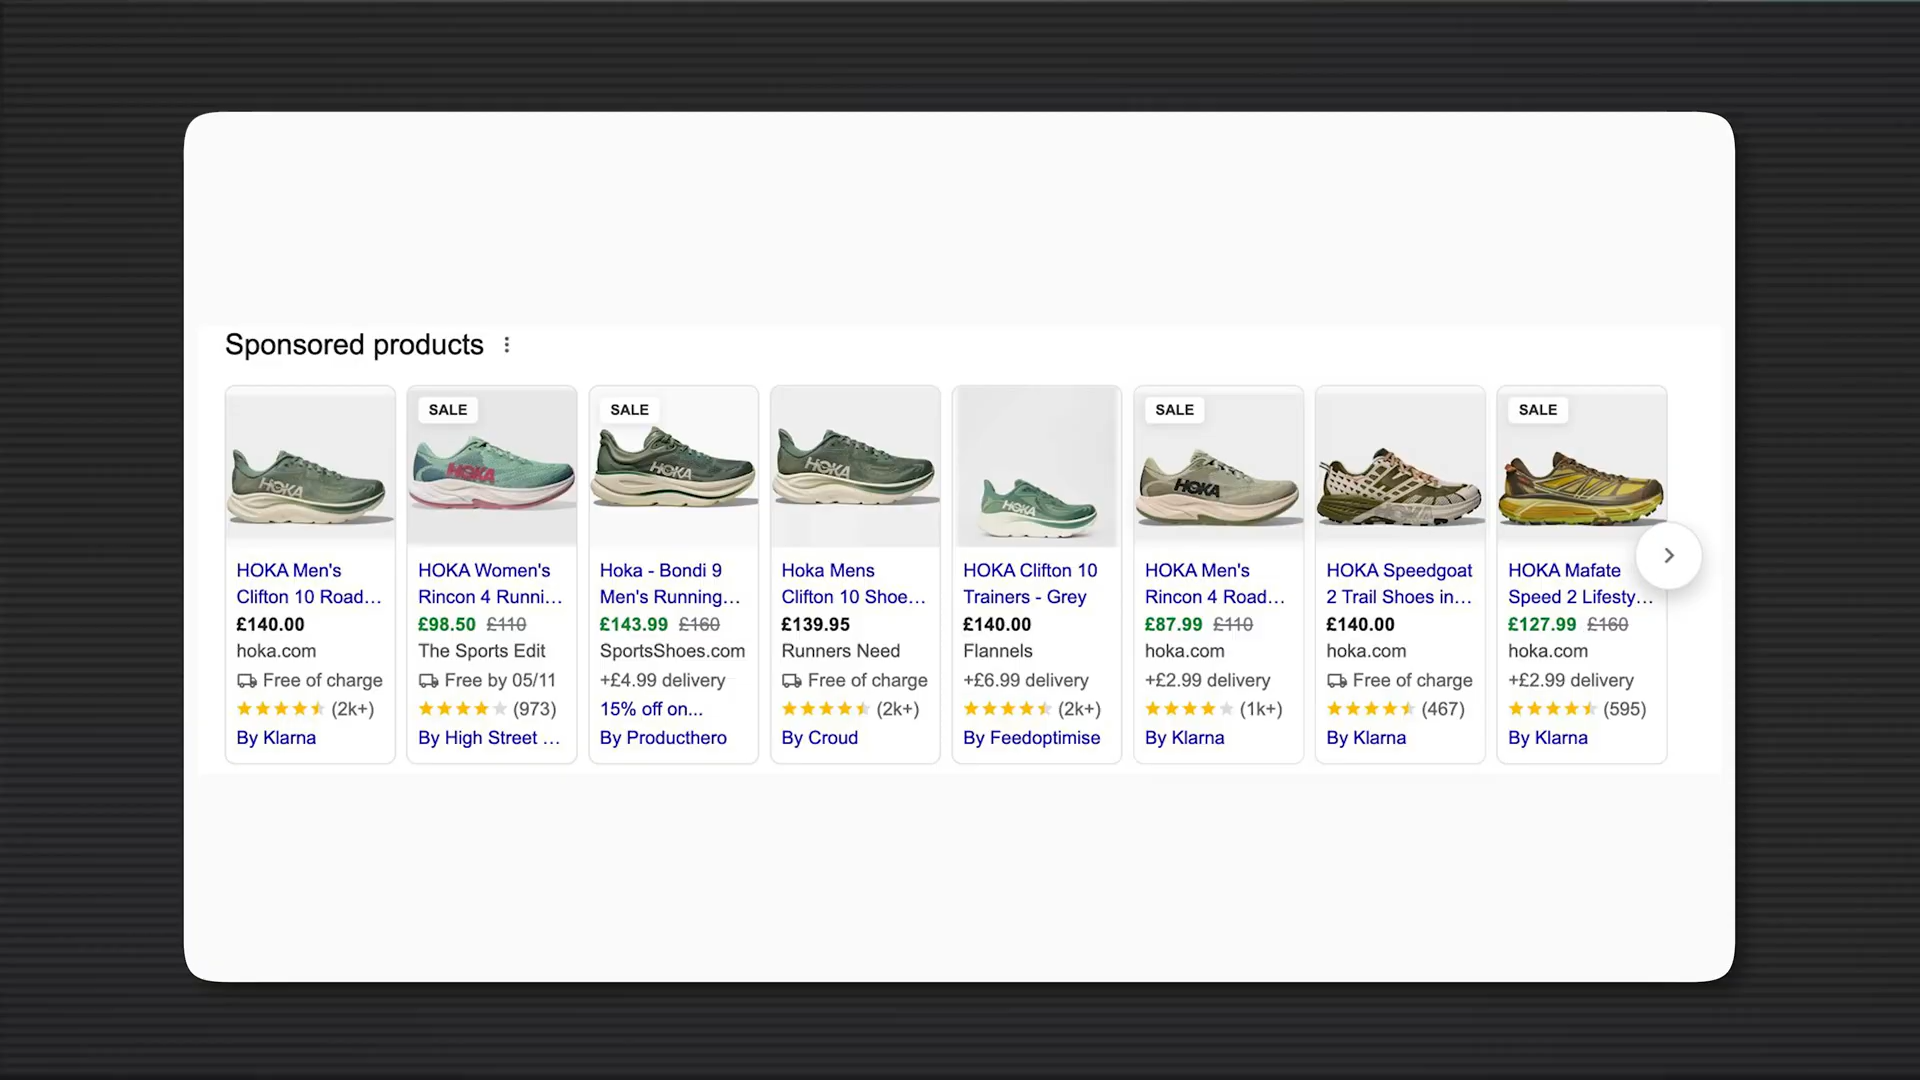 Sponsored products
HOKA Men's
Clifton 10 Road...
£140.00
hoka.com
Free of charge
(2k+)
By Klarna
SALE
HOKA
HOKA Women's
Rincon 4 Runni...
£98.50 £110
The Sports Edit
Free by 05/11
(973)
By High Street ...
SALE
HOKA
Hoka - Bondi 9
Men's Running...
£143.99 £160
SportsShoes.com
+£4.99 delivery
15% off on...
By Producthero
HOKA
Hoka Mens
Clifton 10 Shoe...
£139.95
Runners Need
Free of charge
(2k+)
By Croud
HOKA
HOKA Clifton 10
Trainers - Grey
£140.00
Flannels
+£6.99 delivery
(2k+)
By Feedoptimise
SALE
HOKA
HOKA Men's
Rincon 4 Road...
£87.99 £110
hoka.com
+£2.99 delivery
(1k+)
By Klarna
HOKA Speedgoat
2 Trail Shoes in...
£140.00
hoka.com
Free of charge
(467)
By Klarna
SALE
HOKA Mafate
Speed 2 Lifesty...
£127.99 £160
hoka.com
+£2.99 delivery
(595)
By Klarna